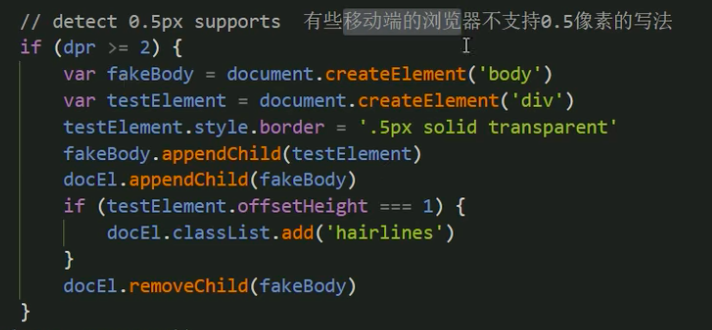 // detect 0.5px supports  有些移动端的浏览器不支持0.5像素的写法
if (dpr >= 2) {
    var fakeBody = document.createElement('body')
    var testElement = document.createElement('div')
    testElement.style.border = '.5px solid transparent'
    fakeBody.appendChild(testElement)
    docEl.appendChild(fakeBody)
    if (testElement.offsetHeight === 1) {
        docEl.classList.add('hairlines')
    }
    docEl.removeChild(fakeBody)
}